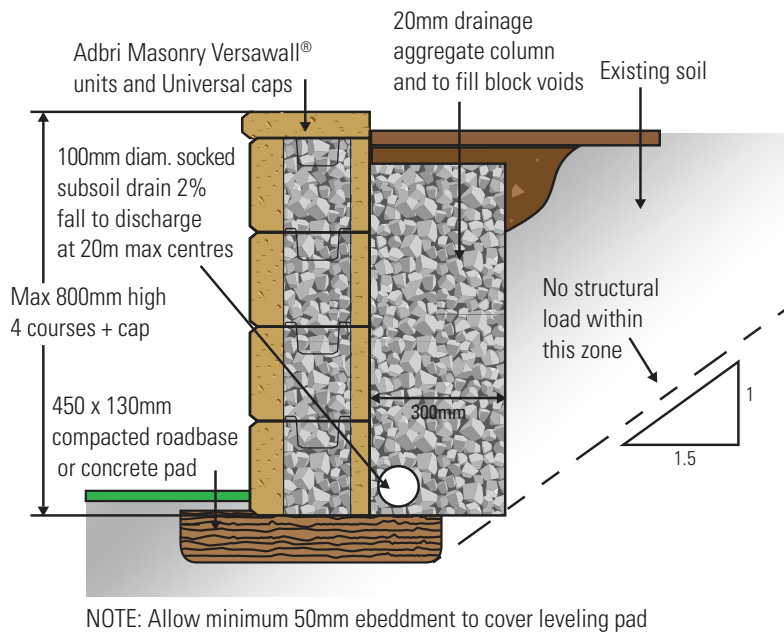 Adbri Masonry Versawall®
units and Universal caps
20mm drainage
aggregate column
and to fill block voids
Existing soil
100mm diam. socked
subsoil drain 2%
fall to discharge
at 20m max centres
Max 800mm high
4 courses + cap
No structural
load within
this zone
450 x 130mm
compacted roadbase
or concrete pad
300mm
1
1.5
NOTE: Allow minimum 50mm ebeddment to cover leveling pad